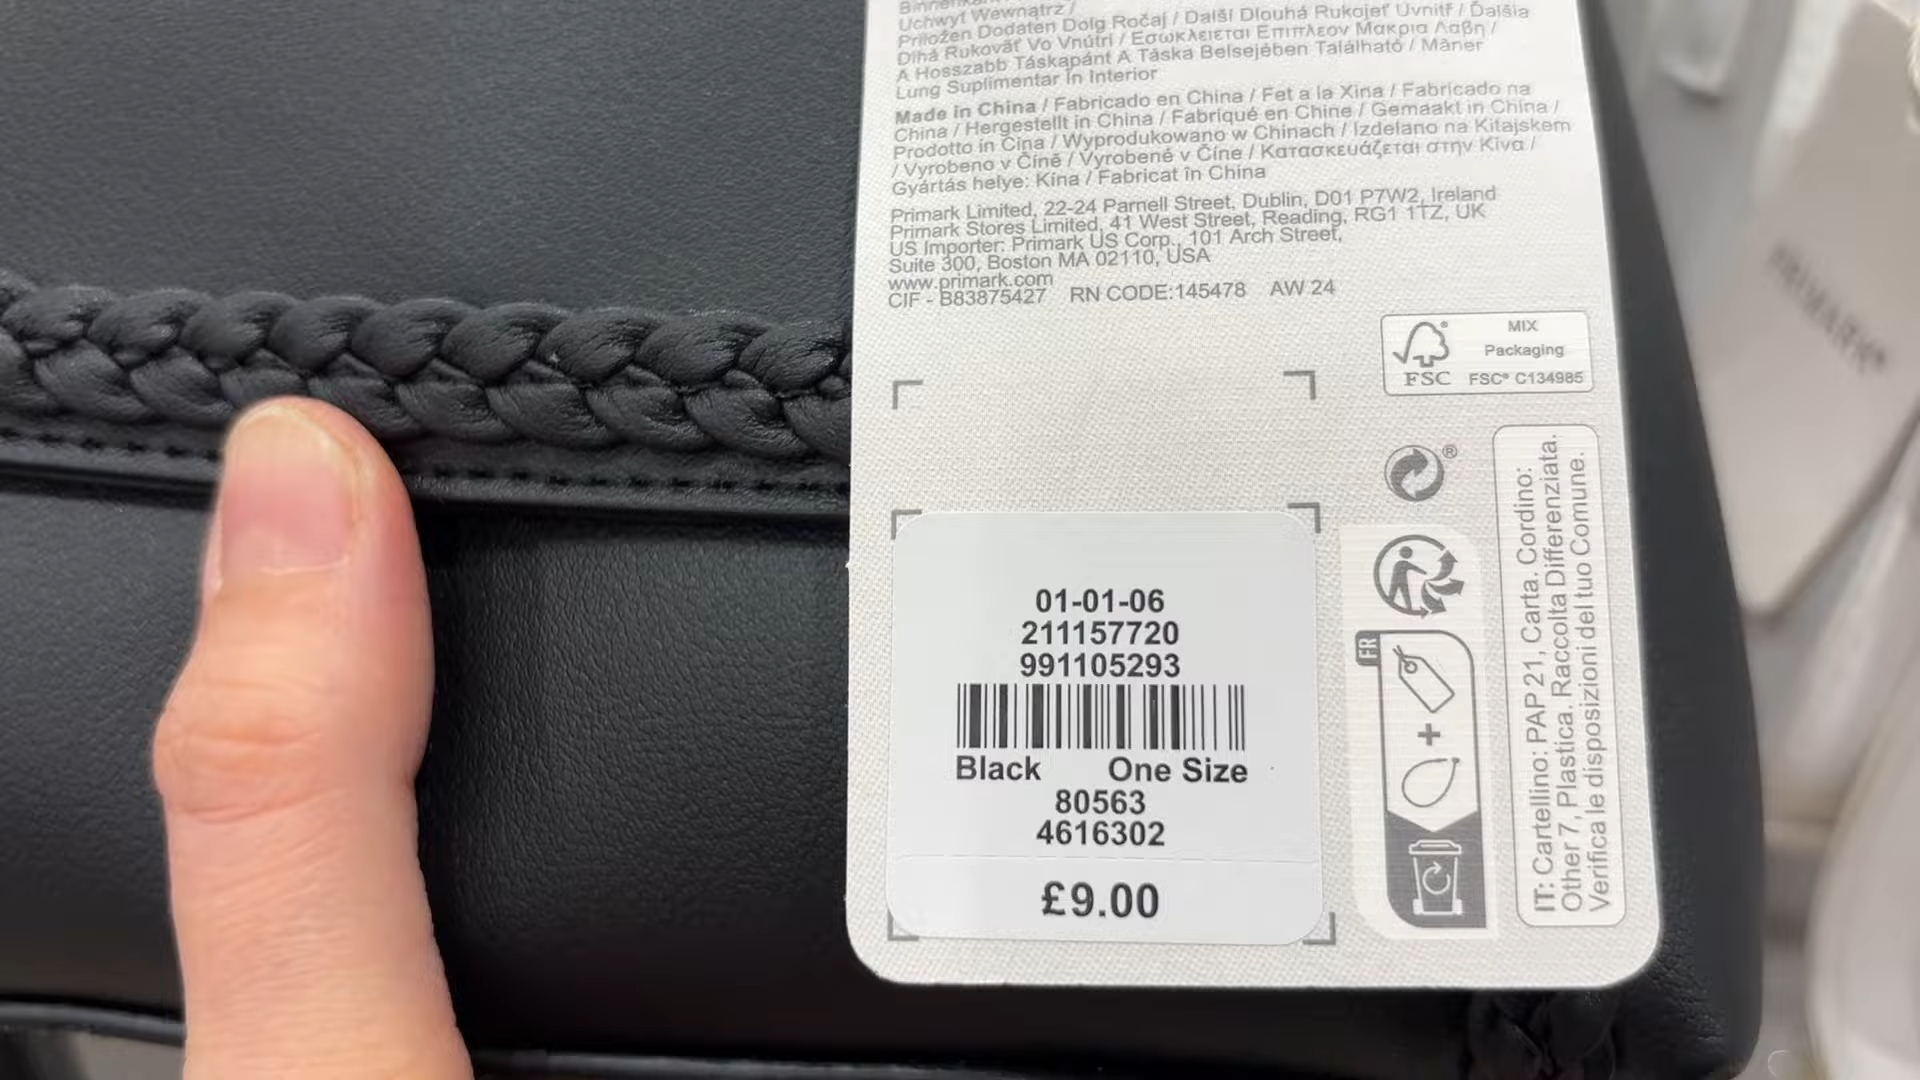 Uchwyt Wewnątrz /
Priložen Dodaten Dolg Ročaj / Další Dlouhá Rukojeť Uvnitř / Ďalšia
Dlhá Rukoväť Vo Vnútri / Εσωκλειεται Επιπλεον Μακρια Λαβη /
A Hosszabb Táskapánt A Táska Belsejében Található / Mâner
Lung Suplimentar În Interior
Made in China / Fabricado en China / Fet a la Xina / Fabricado na
China / Hergestellt in China / Fabriqué en Chine / Gemaakt in China /
Prodotto in Cina / Wyprodukowano w Chinach / Izdelano na Kitajskem
/ Vyrobeno v Číně / Vyrobené v Číne / Κατασκευάζεται στην Κίνα /
Gyártás helye: Kína / Fabricat în China
Primark Limited, 22-24 Parnell Street, Dublin, D01 P7W2, Ireland
Primark Stores Limited, 41 West Street, Reading, RG1 1TZ, UK
US Importer: Primark US Corp., 101 Arch Street,
Suite 300, Boston MA 02110, USA
www.primark.com
CIF - B83875427 RN CODE:145478 AW 24
MIX
Packaging
FSC FSC® C134985
®
01-01-06
211157720
991105293
Black One Size
80563
4616302
£9.00
FR
+
IT: Cartellino: PAP 21, Carta. Cordino:
Other 7, Plastica. Raccolta Differenziata.
Verifica le disposizioni del tuo Comune.
PRIMARK®